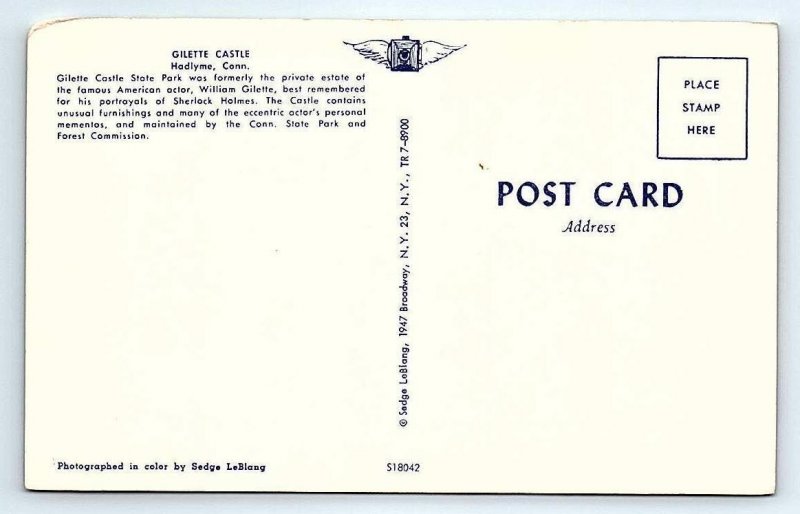 GILETTE CASTLE
Hadlyme, Conn.
Gilette Castle State Park was formerly the private estate of
the famous American actor, William Gilette, best remembered
for his portrayals of Sherlock Holmes. The Castle contains
unusual furnishings and many of the eccentric actor's personal
mementos, and maintained by the Conn. State Park and
Forest Commission.
Photographed in color by Sedge LeBlang
© Sedge LeBlang, 1947 Broadway, N.Y. 23, N.Y., TR 7-8900
S18042
PLACE
STAMP
HERE
POST CARD
Address